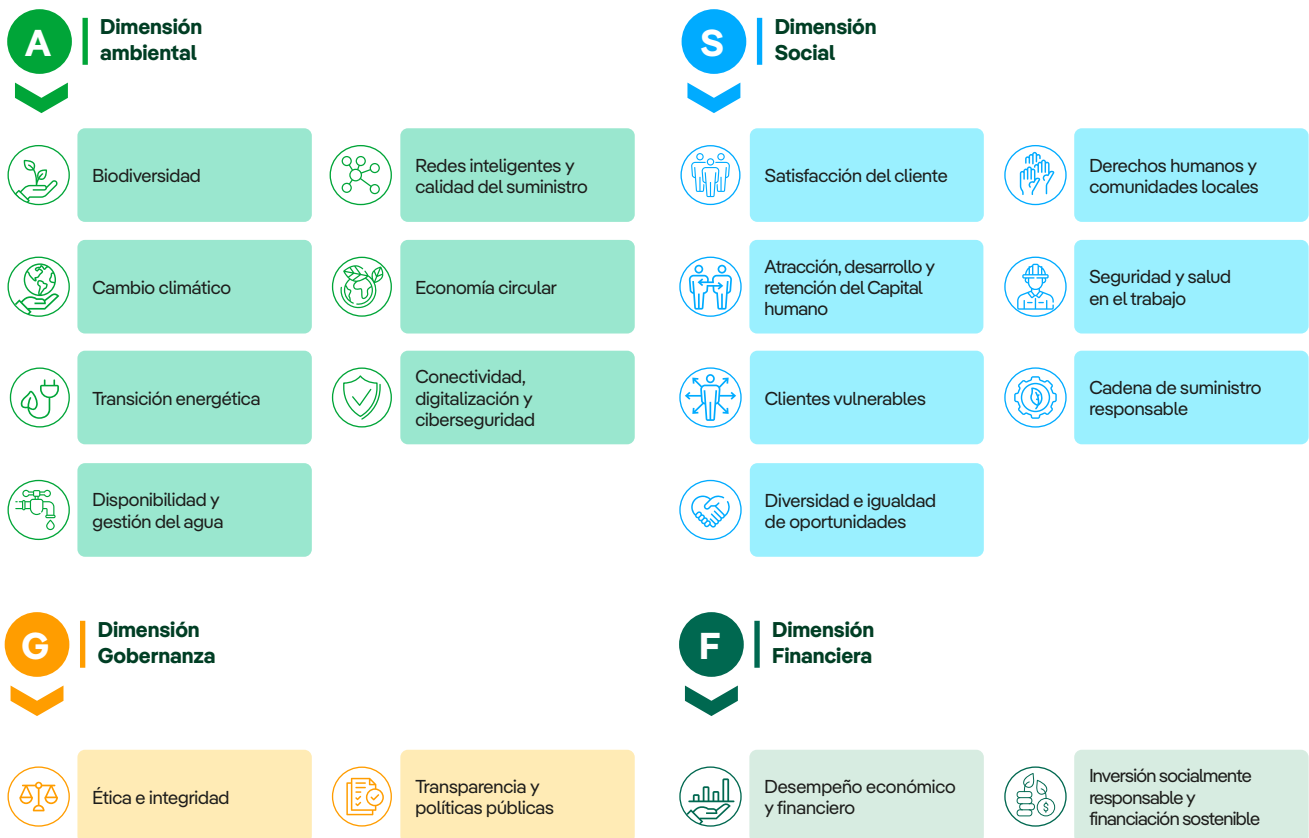 A
Dimensión
ambiental
Biodiversidad
Redes inteligentes y
calidad del suministro
Cambio climático
Economía circular
Transición energética
Conectividad,
digitalización y
ciberseguridad
Disponibilidad y
gestión del agua
S
Dimensión
Social
Satisfacción del cliente
Derechos humanos y
comunidades locales
Atracción, desarrollo y
retención del Capital
humano
Seguridad y salud
en el trabajo
Clientes vulnerables
Cadena de suministro
responsable
Diversidad e igualdad
de oportunidades
G
Dimensión
Gobernanza
Ética e integridad
Transparencia y
políticas públicas
F
Dimensión
Financiera
Desempeño económico
y financiero
Inversión socialmente
responsable y
financiación sostenible